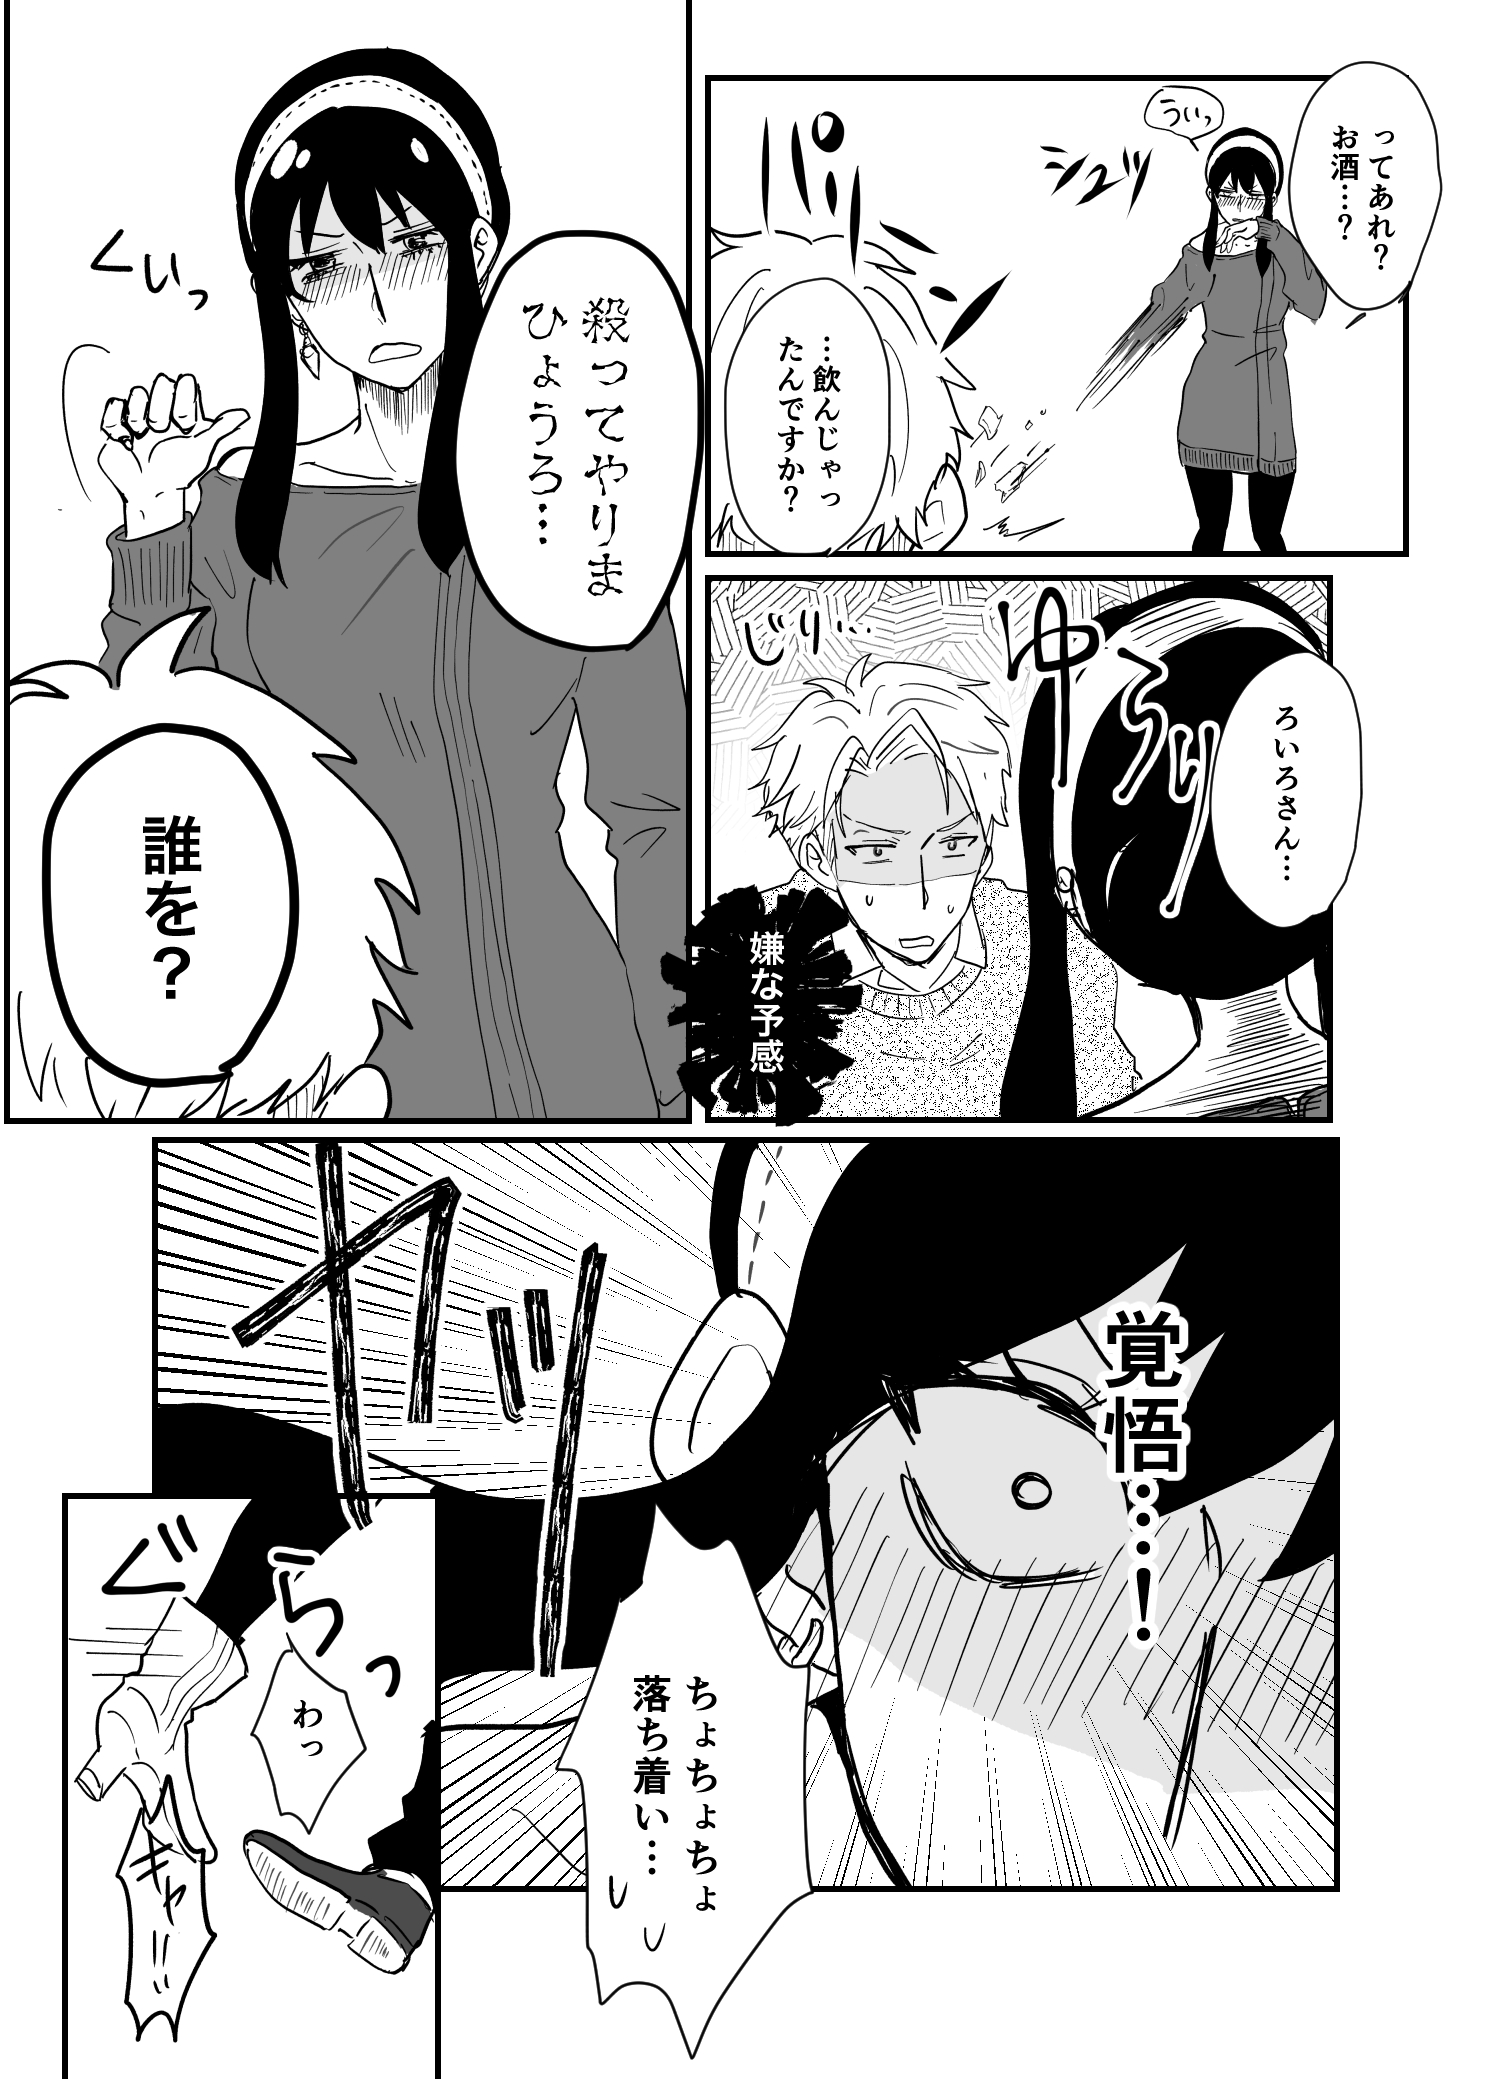 ってあれ?
お酒…?
ういっ
シュッ
パリン
…飲んじゃっ
たんですか?
ろいろさん…
ゆらり
じり…
嫌な予感
殺ってやりま
ひょうろ…
くいっ
誰を?
覚悟……!
カッ
ちょちょちょ
落ち着い…
ぐらっ
わっ
ギャ